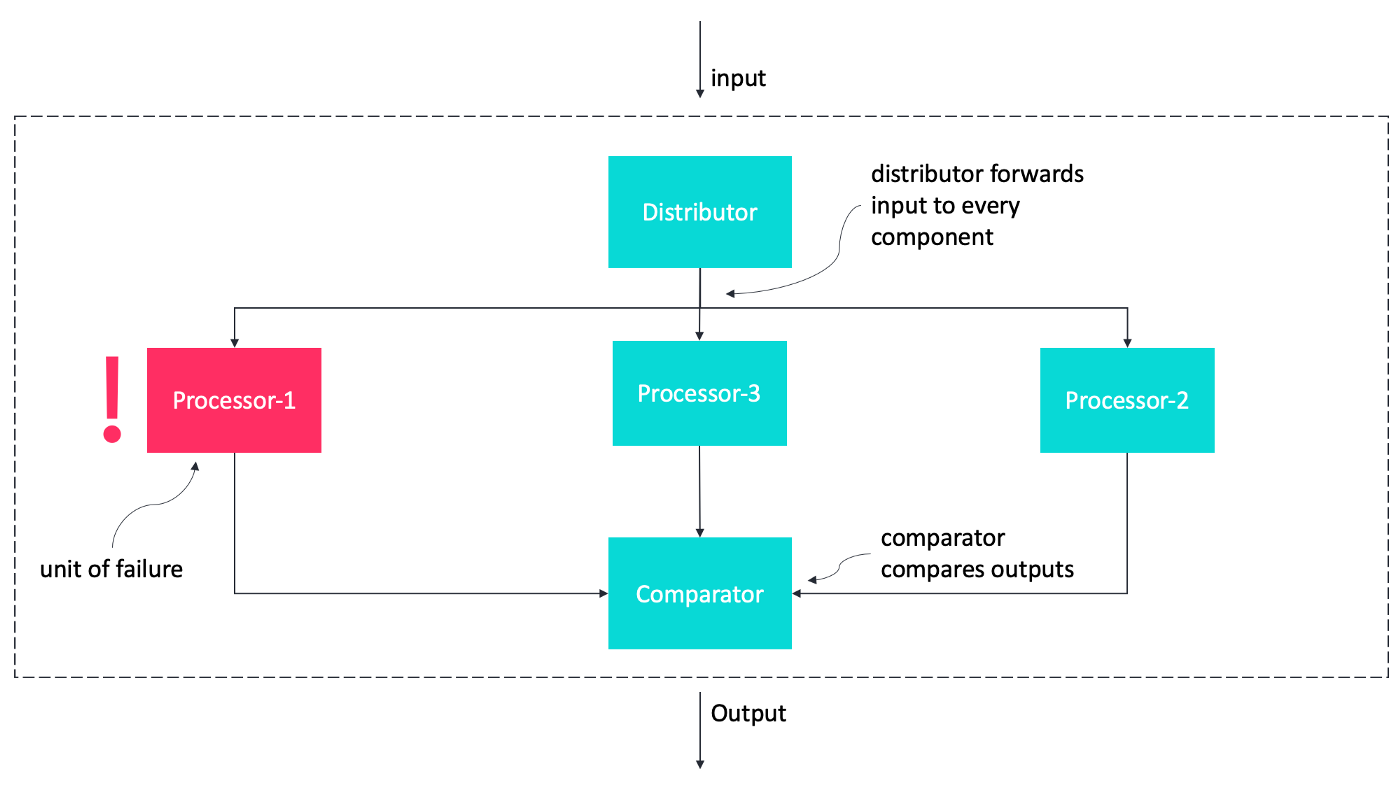 input
Distributor
distributor forwards
input to every
component
!
Processor-1
Processor-3
Processor-2
unit of failure
comparator
compares outputs
Comparator
Output